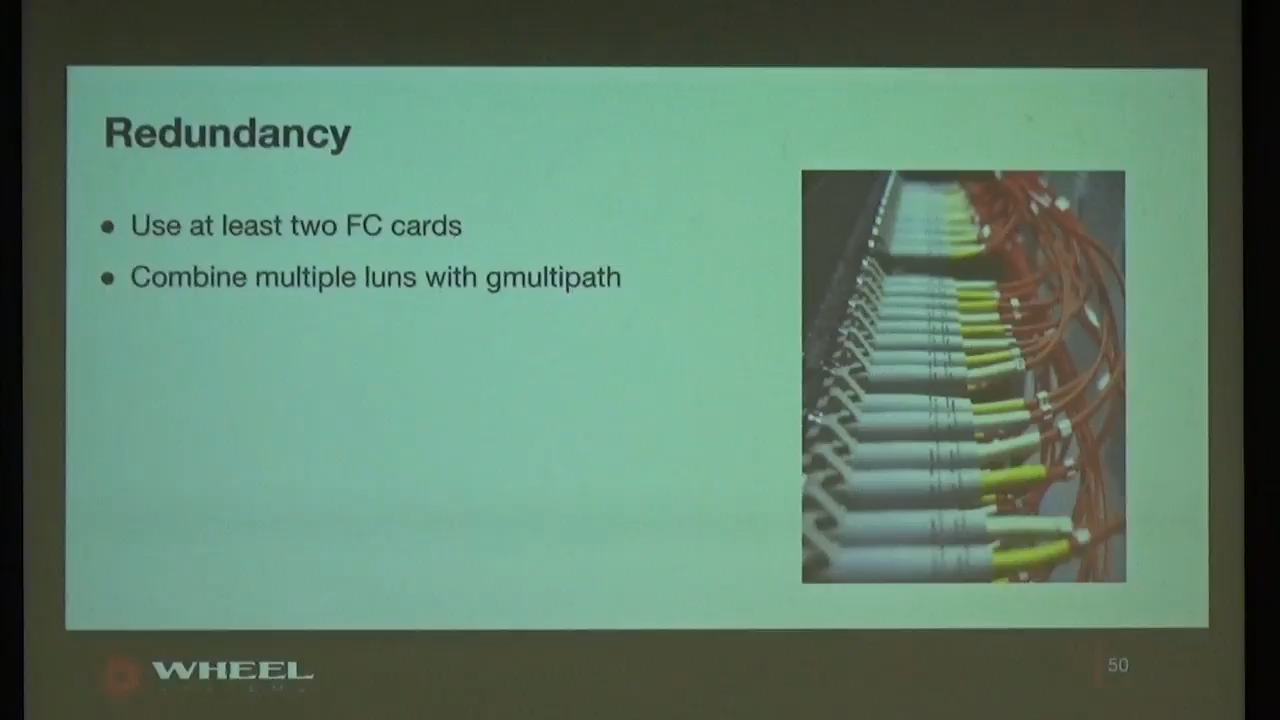 Redundancy
• Use at least two FC cards
• Combine multiple luns with gmultipath
WHEEL
50